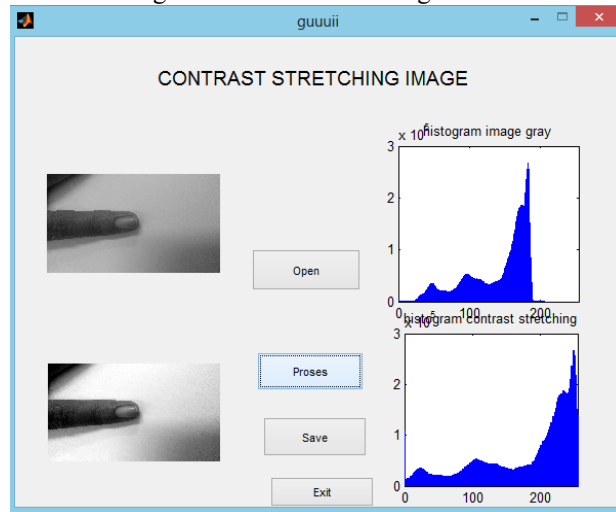 guuuii
CONTRAST STRETCHING IMAGE
x 10
histogram image gray
3
2
1
0
0 100 200
Open
x 10
histogram contrast stretching
3
2
1
0
0 100 200
Proses
Save
Exit